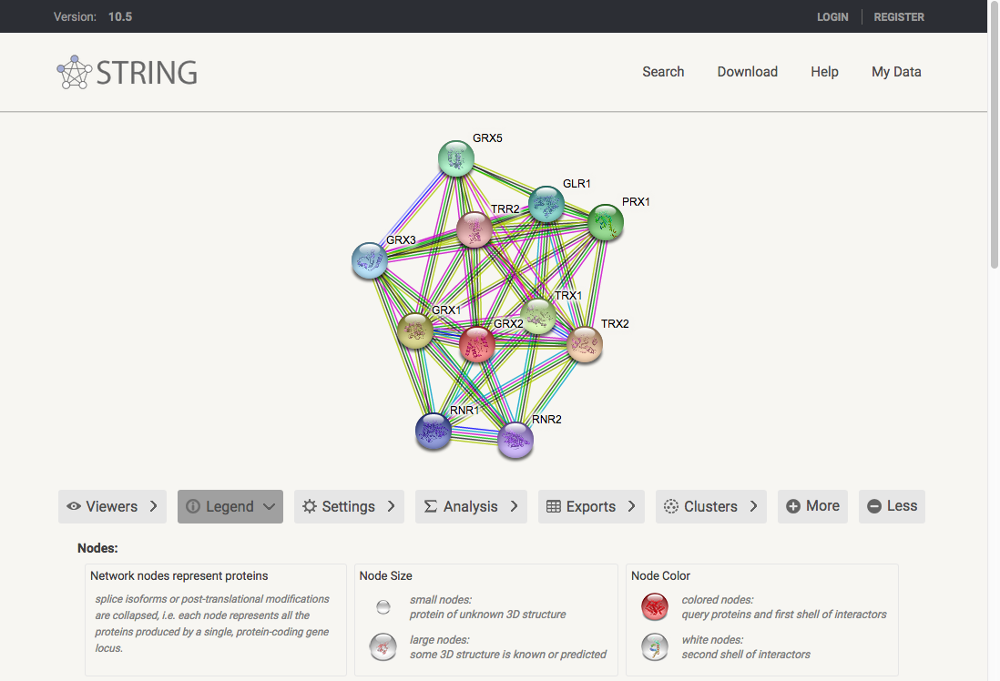 Version: 10.5
LOGIN REGISTER
STRING
Search Download Help My Data
GRX5
GLR1
PRX1
TRR2
GRX3
TRX1
GRX1
GRX2
TRX2
RNR1
RNR2
Viewers Legend Settings Analysis Exports Clusters More Less
Nodes:
Network nodes represent proteins
splice isoforms or post-translational modifications
are collapsed, i.e. each node represents all the
proteins produced by a single, protein-coding gene
locus.
Node Size
small nodes:
protein of unknown 3D structure
large nodes:
some 3D structure is known or predicted
Node Color
colored nodes:
query proteins and first shell of interactors
white nodes:
second shell of interactors